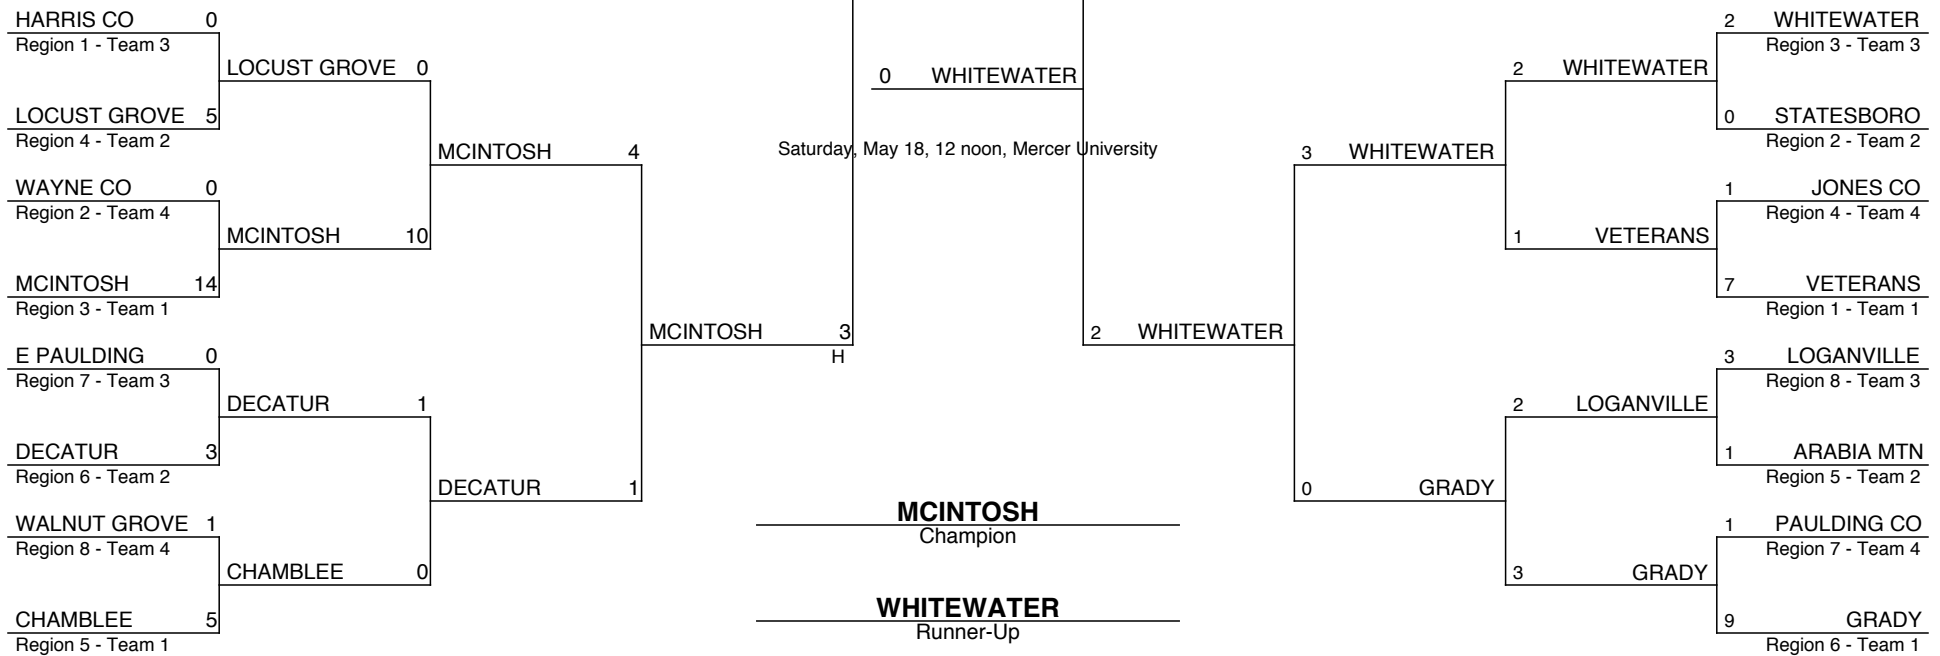 HARRIS CO 0
Region 1 - Team 3
LOCUST GROVE 0
LOCUST GROVE 5
Region 4 - Team 2
MCINTOSH 4
WAYNE CO 0
Region 2 - Team 4
MCINTOSH 10
MCINTOSH 14
Region 3 - Team 1
MCINTOSH 3
H
E PAULDING 0
Region 7 - Team 3
DECATUR 1
DECATUR 3
Region 6 - Team 2
DECATUR 1
WALNUT GROVE 1
Region 8 - Team 4
CHAMBLEE 0
CHAMBLEE 5
Region 5 - Team 1
0 WHITEWATER
Saturday, May 18, 12 noon, Mercer University
MCINTOSH
Champion
WHITEWATER
Runner-Up
2 WHITEWATER
Region 3 - Team 3
2 WHITEWATER
0 STATESBORO
Region 2 - Team 2
3 WHITEWATER
1 JONES CO
Region 4 - Team 4
1 VETERANS
7 VETERANS
Region 1 - Team 1
2 WHITEWATER
3 LOGANVILLE
Region 8 - Team 3
2 LOGANVILLE
1 ARABIA MTN
Region 5 - Team 2
0 GRADY
1 PAULDING CO
Region 7 - Team 4
3 GRADY
9 GRADY
Region 6 - Team 1